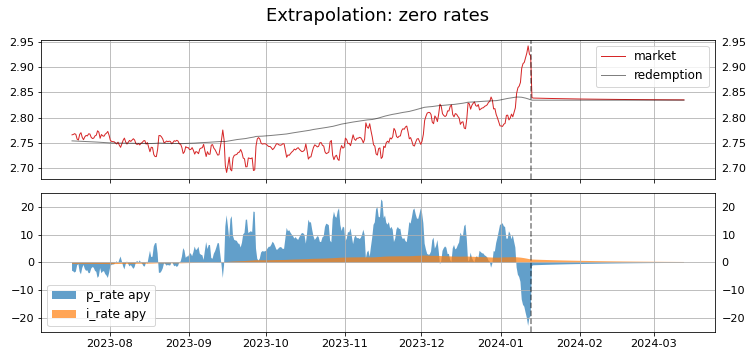 Extrapolation: zero rates
2.95 2.95
2.90 2.90
2.85 2.85
2.80 2.80
2.75 2.75
2.70 2.70
market
redemption
20 20
10 10
0 0
−10 −10
−20 −20
p_rate apy
i_rate apy
2023-08 2023-09 2023-10 2023-11 2023-12 2024-01 2024-02 2024-03